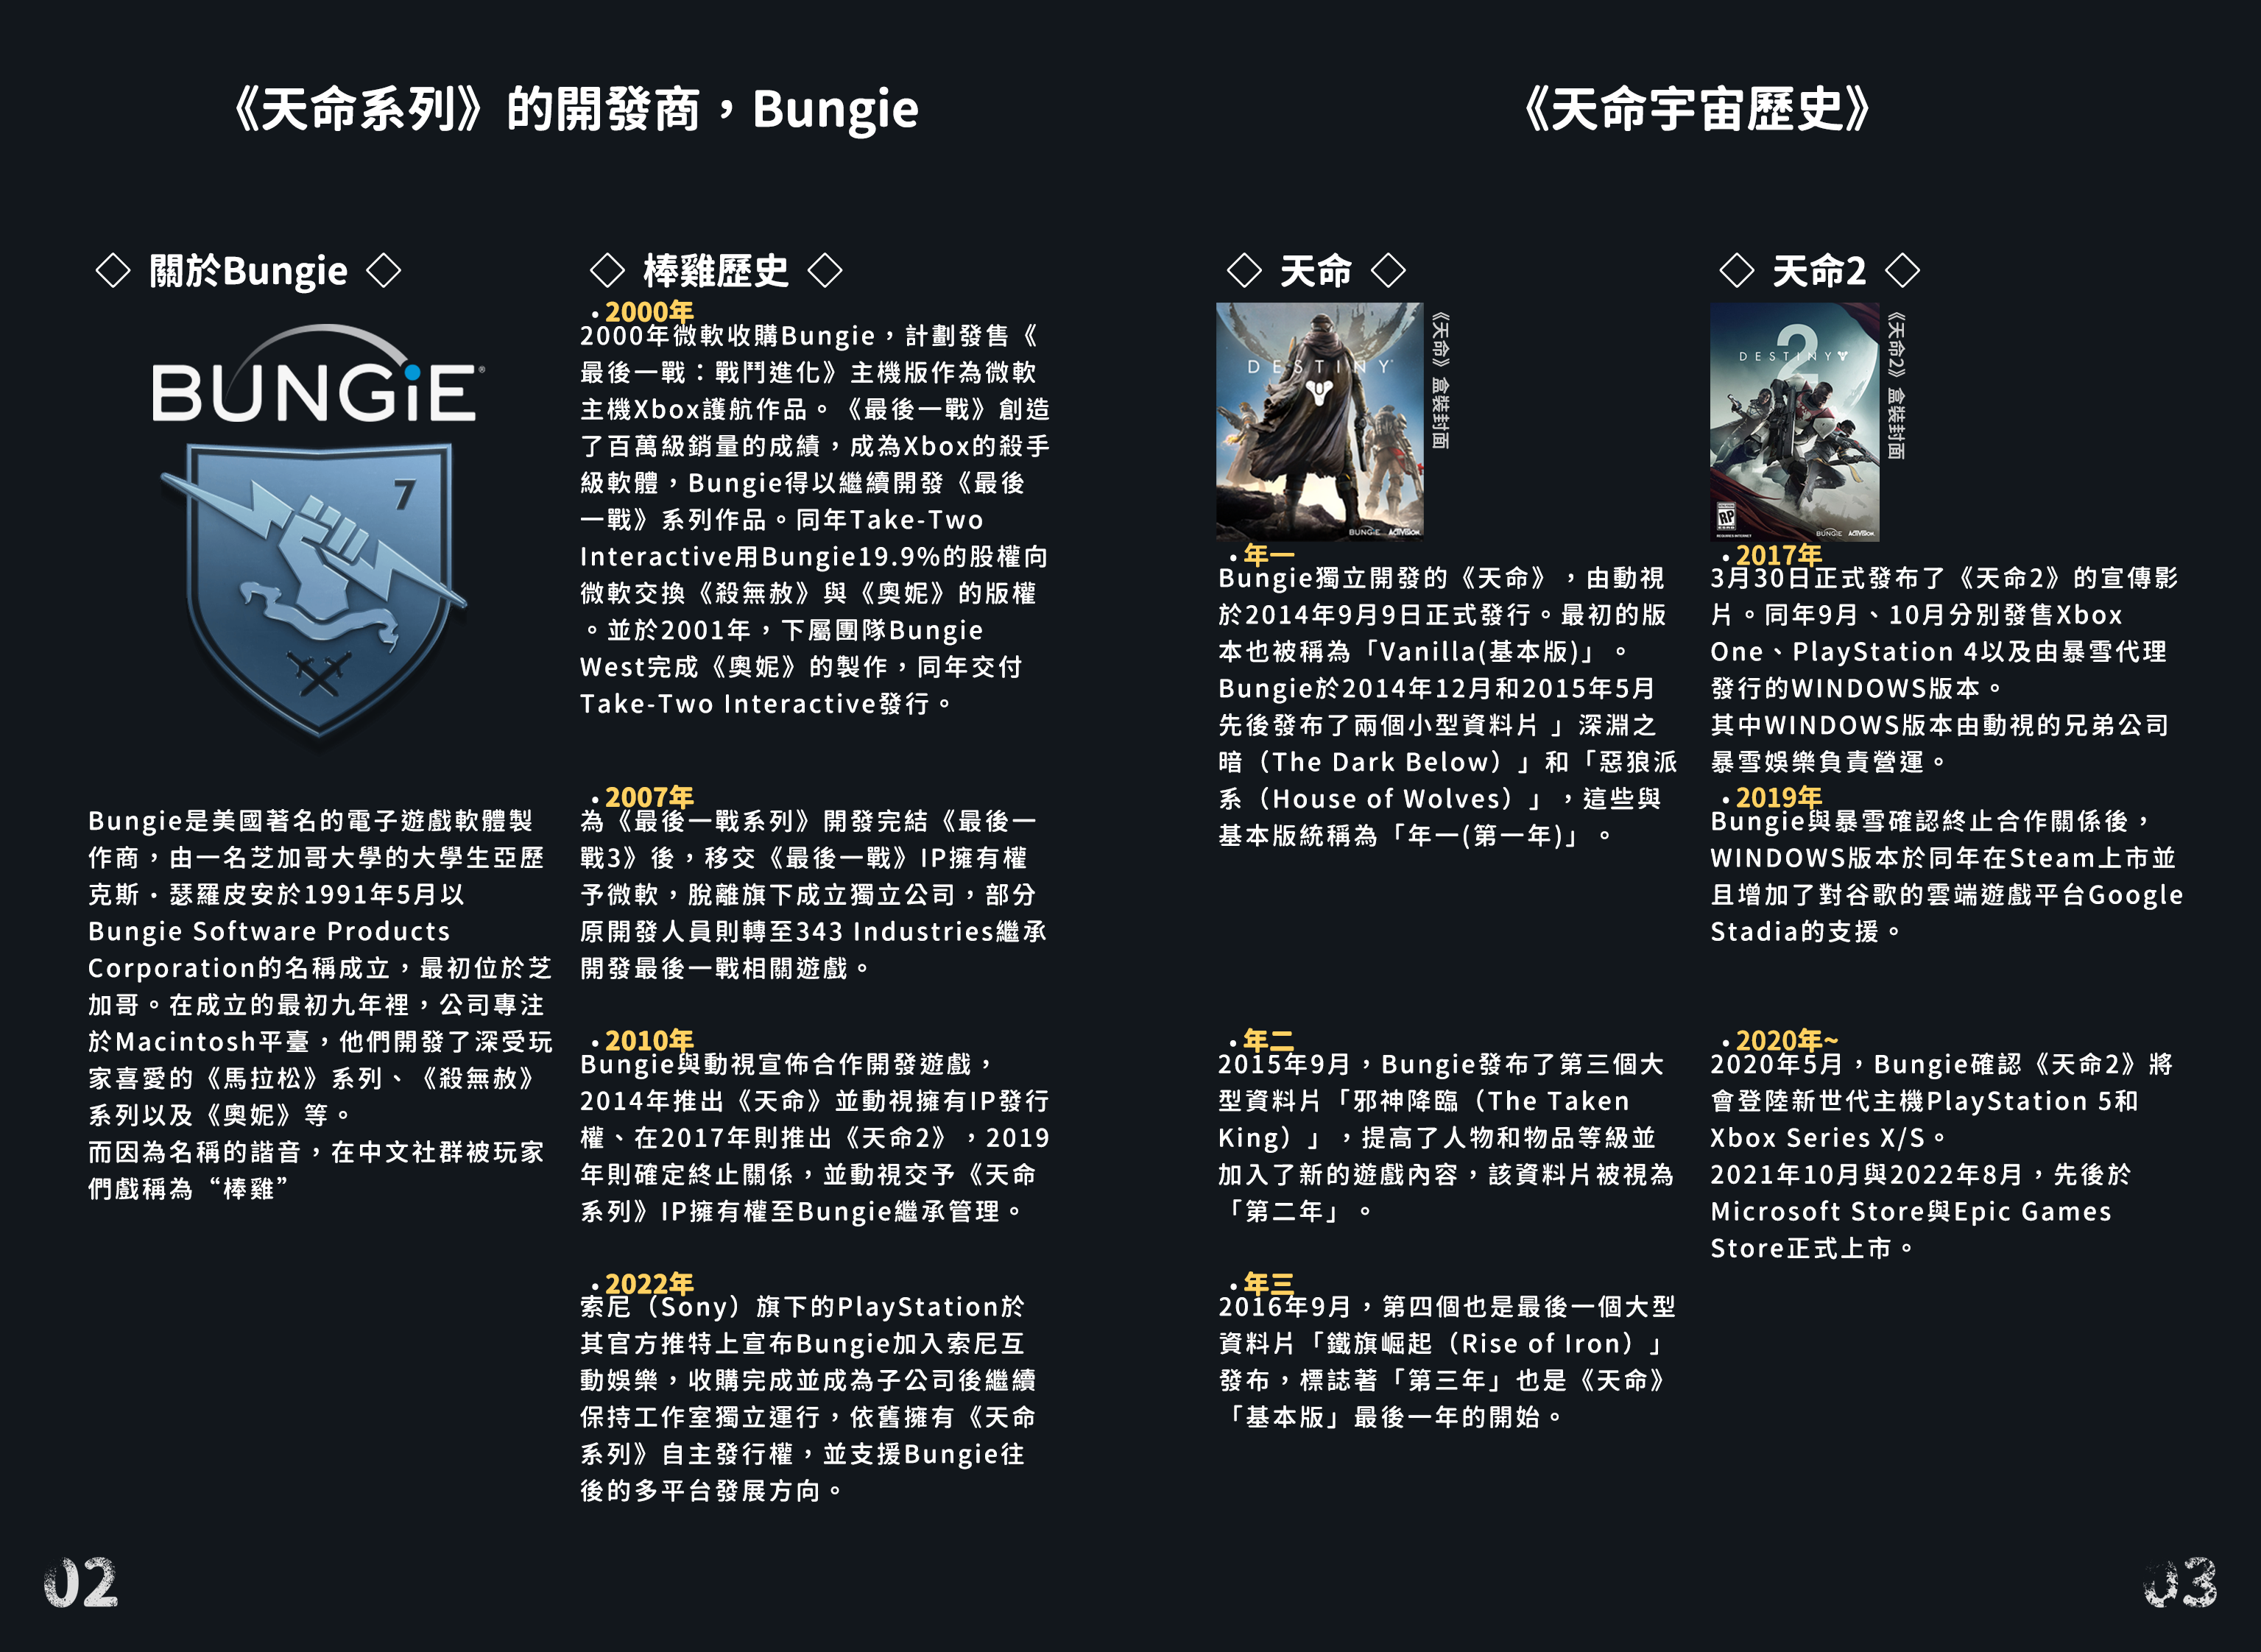 《天命系列》的開發商，Bungie
關於Bungie
BUNGiE®
7
Bungie是美國著名的電子遊戲軟體製
作商，由一名芝加哥大學的大學生亞歷
克斯·瑟羅皮安於1991年5月以
Bungie Software Products
Corporation的名稱成立，最初位於芝
加哥。在成立的最初九年裡，公司專注
於Macintosh平臺，他們開發了深受玩
家喜愛的《馬拉松》系列、《殺無赦》
系列以及《奧妮》等。
而因為名稱的諧音，在中文社群被玩家
們戲稱為“棒雞”
棒雞歷史
• 2000年
2000年微軟收購Bungie，計劃發售《
最後一戰：戰鬥進化》主機版作為微軟
主機Xbox護航作品。《最後一戰》創造
了百萬級銷量的成績，成為Xbox的殺手
級軟體，Bungie得以繼續開發《最後
一戰》系列作品。同年Take-Two
Interactive用Bungie19.9%的股權向
微軟交換《殺無赦》與《奧妮》的版權
。並於2001年，下屬團隊Bungie
West完成《奧妮》的製作，同年交付
Take-Two Interactive發行。
• 2007年
為《最後一戰系列》開發完結《最後一
戰3》後，移交《最後一戰》IP擁有權
予微軟，脫離旗下成立獨立公司，部分
原開發人員則轉至343 Industries繼承
開發最後一戰相關遊戲。
• 2010年
Bungie與動視宣佈合作開發遊戲，
2014年推出《天命》並動視擁有IP發行
權、在2017年則推出《天命2》，2019
年則確定終止關係，並動視交予《天命
系列》IP擁有權至Bungie繼承管理。
• 2022年
索尼（Sony）旗下的PlayStation於
其官方推特上宣布Bungie加入索尼互
動娛樂，收購完成並成為子公司後繼續
保持工作室獨立運行，依舊擁有《天命
系列》自主發行權，並支援Bungie往
後的多平台發展方向。
02
《天命宇宙歷史》
天命
DESTINY
BUNGiE ACTIVISION
《天命》盒裝封面
• 年一
Bungie獨立開發的《天命》，由動視
於2014年9月9日正式發行。最初的版
本也被稱為「Vanilla(基本版)」。
Bungie於2014年12月和2015年5月
先後發布了兩個小型資料片 」深淵之
暗（The Dark Below）」和「惡狼派
系（House of Wolves）」，這些與
基本版統稱為「年一(第一年)」。
• 年二
2015年9月，Bungie發布了第三個大
型資料片「邪神降臨（The Taken
King）」，提高了人物和物品等級並
加入了新的遊戲內容，該資料片被視為
「第二年」。
• 年三
2016年9月，第四個也是最後一個大型
資料片「鐵旗崛起（Rise of Iron）」
發布，標誌著「第三年」也是《天命》
「基本版」最後一年的開始。
天命2
2
DESTINY
RP
BUNGiE ACTIVISION
《天命2》盒裝封面
• 2017年
3月30日正式發布了《天命2》的宣傳影
片。同年9月、10月分別發售Xbox
One、PlayStation 4以及由暴雪代理
發行的WINDOWS版本。
其中WINDOWS版本由動視的兄弟公司
暴雪娛樂負責營運。
• 2019年
Bungie與暴雪確認終止合作關係後，
WINDOWS版本於同年在Steam上市並
且增加了對谷歌的雲端遊戲平台Google
Stadia的支援。
• 2020年~
2020年5月，Bungie確認《天命2》將
會登陸新世代主機PlayStation 5和
Xbox Series X/S。
2021年10月與2022年8月，先後於
Microsoft Store與Epic Games
Store正式上市。
03